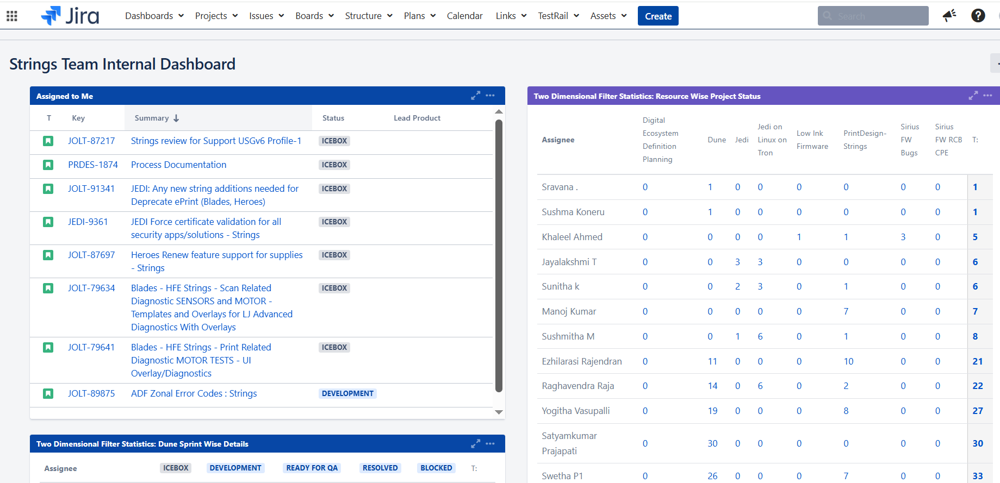 Jira Dashboards Projects Issues Boards Structure Plans Calendar Links TestRail Assets Create Search
Strings Team Internal Dashboard
Assigned to Me
T Key Summary Status Lead Product
JOLT-87217 Strings review for Support USGv6 Profile-1 ICEBOX
PRDES-1874 Process Documentation ICEBOX
JOLT-91341 JEDI: Any new string additions needed for ICEBOX
Deprecate ePrint (Blades, Heroes)
JEDI-9361 JEDI Force certificate validation for all ICEBOX
security apps/solutions - Strings
JOLT-87697 Heroes Renew feature support for supplies ICEBOX
- Strings
JOLT-79634 Blades - HFE Strings - Scan Related ICEBOX
Diagnostic SENSORS and MOTOR -
Templates and Overlays for LJ Advanced
Diagnostics With Overlays
JOLT-79641 Blades - HFE Strings - Print Related ICEBOX
Diagnostic MOTOR TESTS - UI
Overlay/Diagnostics
JOLT-89875 ADF Zonal Error Codes : Strings DEVELOPMENT
Two Dimensional Filter Statistics: Dune Sprint Wise Details
Assignee ICEBOX DEVELOPMENT READY FOR QA RESOLVED BLOCKED T:
Two Dimensional Filter Statistics: Resource Wise Project Status
Assignee Digital Ecosystem Definition Planning Dune Jedi Jedi on Linux on Tron Low Ink Firmware PrintDesign-Strings Sirius FW Bugs Sirius FW RCB CPE T:
Sravana . 0 1 0 0 0 0 0 0 1
Sushma Koneru 0 1 0 0 0 0 0 0 1
Khaleel Ahmed 0 0 0 0 1 1 3 0 5
Jayalakshmi T 0 0 3 3 0 0 0 0 6
Sunitha k 0 0 2 3 0 1 0 0 6
Manoj Kumar 0 0 0 0 0 7 0 0 7
Sushmitha M 0 0 1 6 0 1 0 0 8
Ezhilarasi Rajendran 0 11 0 0 0 10 0 0 21
Raghavendra Raja 0 14 0 6 0 2 0 0 22
Yogitha Vasupalli 0 19 0 0 0 8 0 0 27
Satyamkumar
Prajapati 0 30 0 0 0 0 0 0 30
Swetha P1 0 26 0 0 0 7 0 0 33